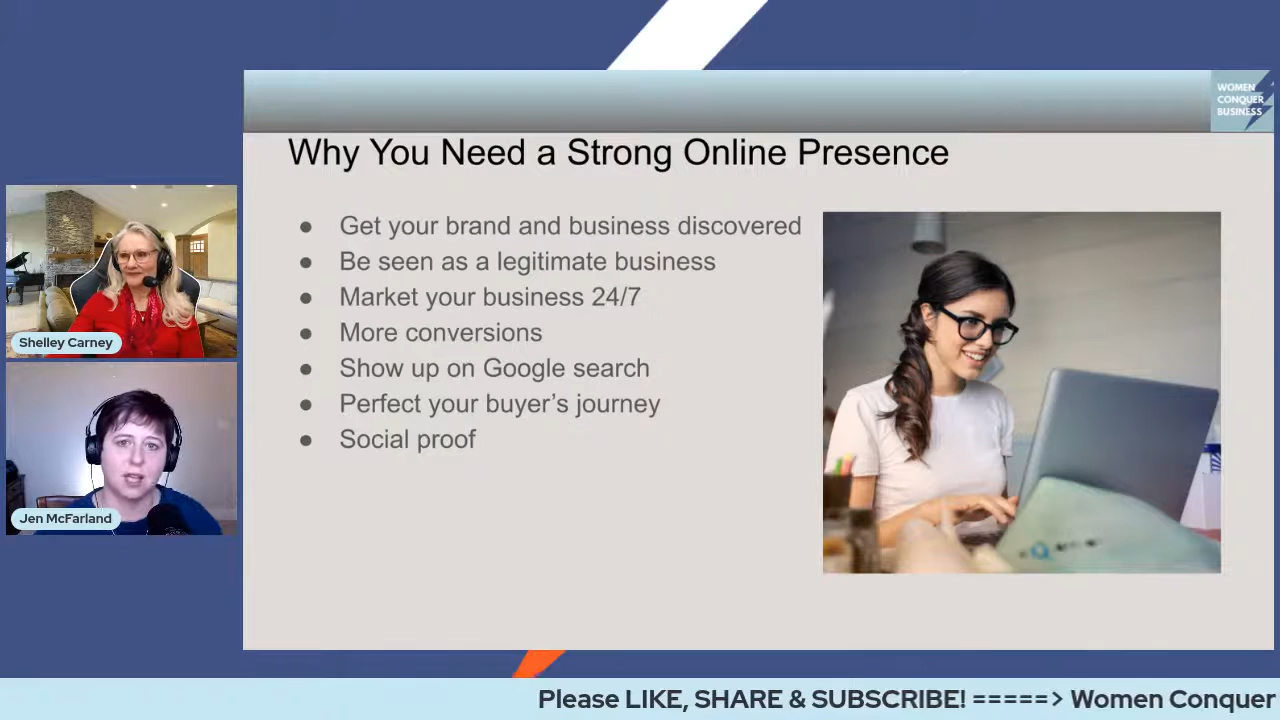 WOMEN
CONQUER
BUSINESS
Why You Need a Strong Online Presence
● Get your brand and business discovered
● Be seen as a legitimate business
● Market your business 24/7
● More conversions
● Show up on Google search
● Perfect your buyer’s journey
● Social proof
Shelley Carney
Jen McFarland
Please LIKE, SHARE & SUBSCRIBE! =====> Women Conquer